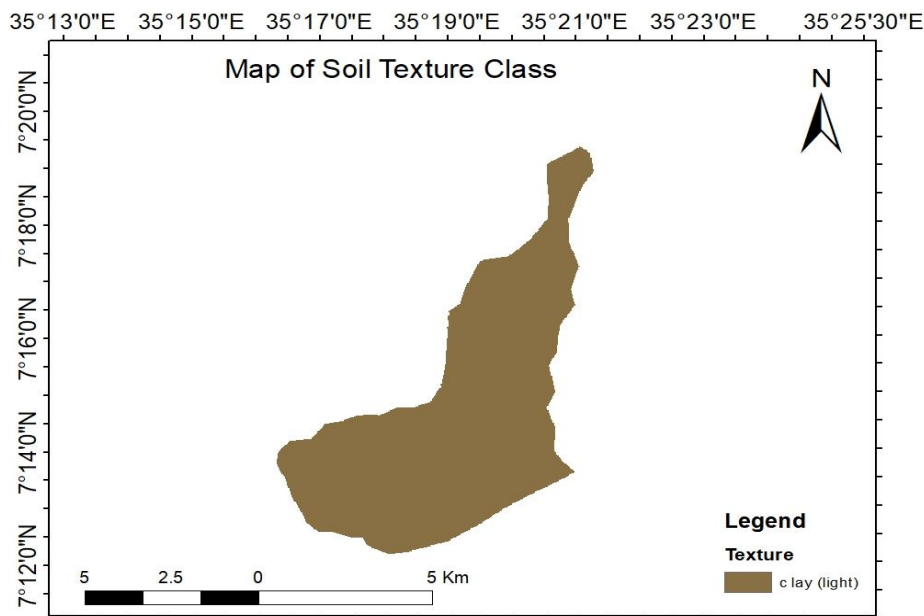 35°13'0"E 35°15'0"E 35°17'0"E 35°19'0"E 35°21'0"E 35°23'0"E 35°25'30"E
Map of Soil Texture Class
N
7°20'0"N
7°18'0"N
7°16'0"N
7°14'0"N
7°12'0"N
Legend
Texture
c lay (light)
5 2.5 0 5 Km